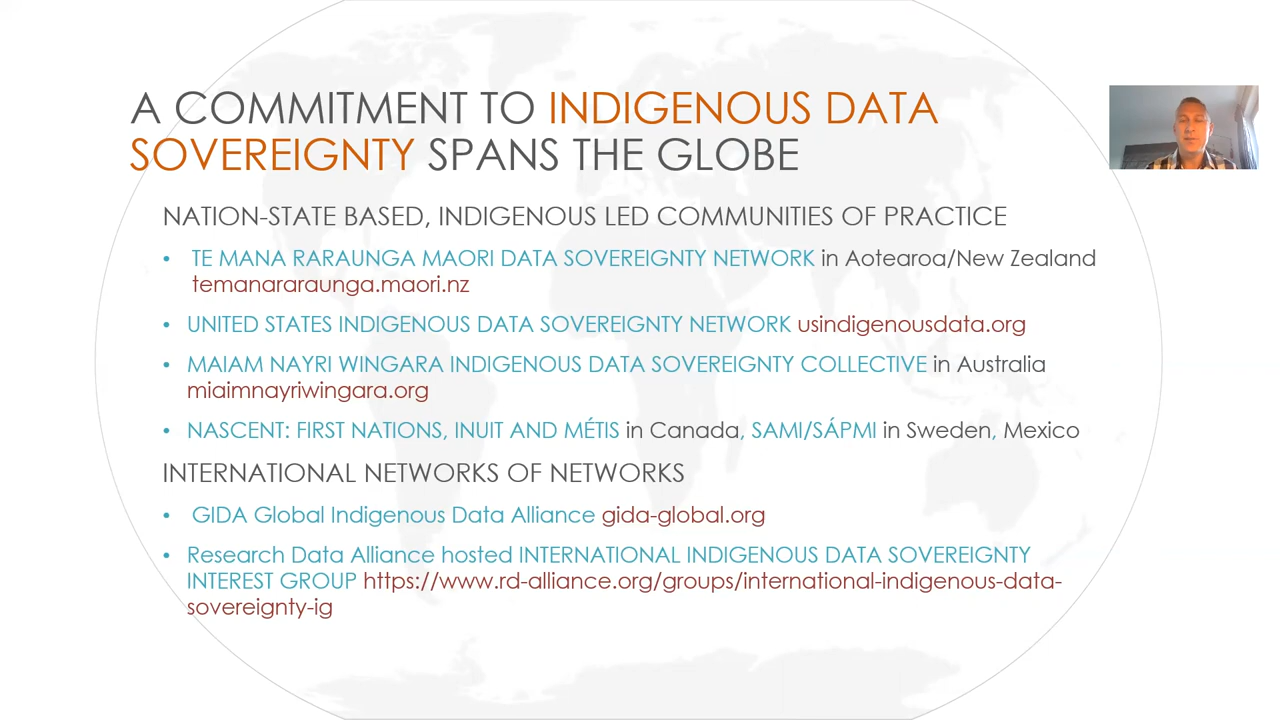 A COMMITMENT TO INDIGENOUS DATA
SOVEREIGNTY SPANS THE GLOBE
NATION-STATE BASED, INDIGENOUS LED COMMUNITIES OF PRACTICE
• TE MANA RARAUNGA MAORI DATA SOVEREIGNTY NETWORK in Aotearoa/New Zealand
temanararaunga.maori.nz
• UNITED STATES INDIGENOUS DATA SOVEREIGNTY NETWORK usindigenousdata.org
• MAIAM NAYRI WINGARA INDIGENOUS DATA SOVEREIGNTY COLLECTIVE in Australia
miaimnayriwingara.org
• NASCENT: FIRST NATIONS, INUIT AND MÉTIS in Canada, SAMI/SÁPMI in Sweden, Mexico
INTERNATIONAL NETWORKS OF NETWORKS
• GIDA Global Indigenous Data Alliance gida-global.org
• Research Data Alliance hosted INTERNATIONAL INDIGENOUS DATA SOVEREIGNTY
INTEREST GROUP https://www.rd-alliance.org/groups/international-indigenous-data-
sovereignty-ig